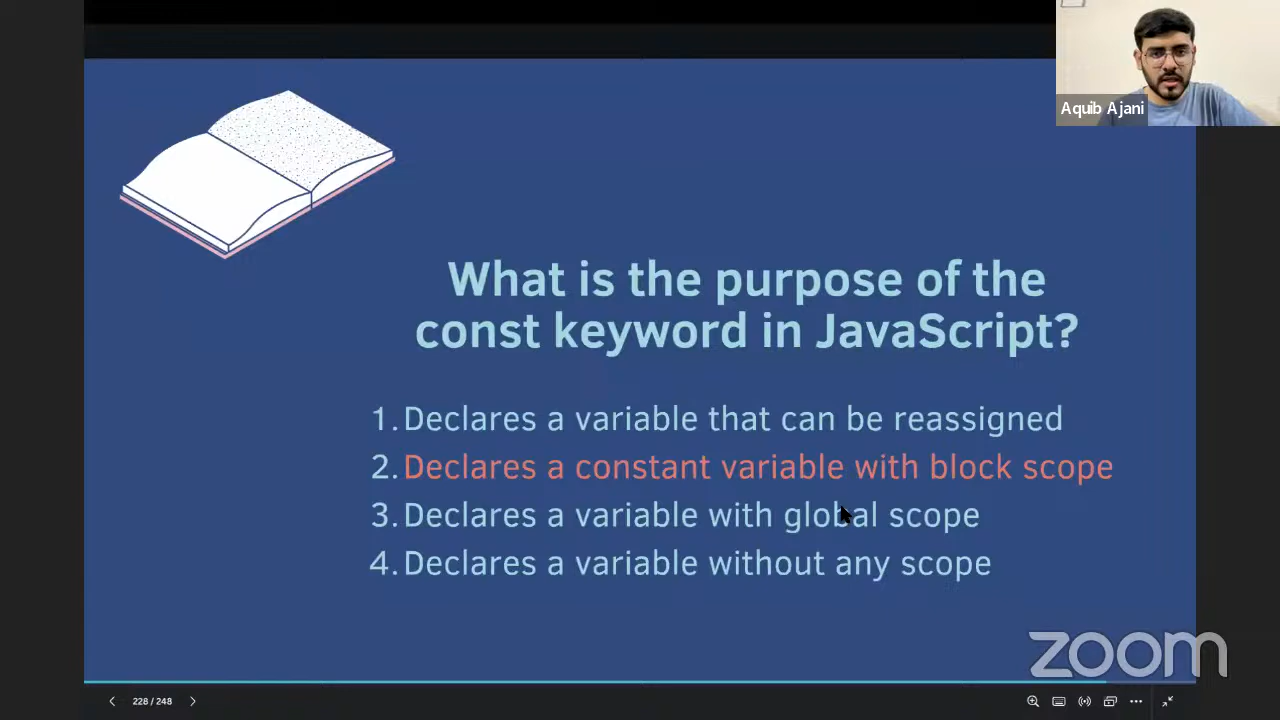 Aquib Ajani
What is the purpose of the
const keyword in JavaScript?
1. Declares a variable that can be reassigned
2. Declares a constant variable with block scope
3. Declares a variable with global scope
4. Declares a variable without any scope
zoom
228 / 248